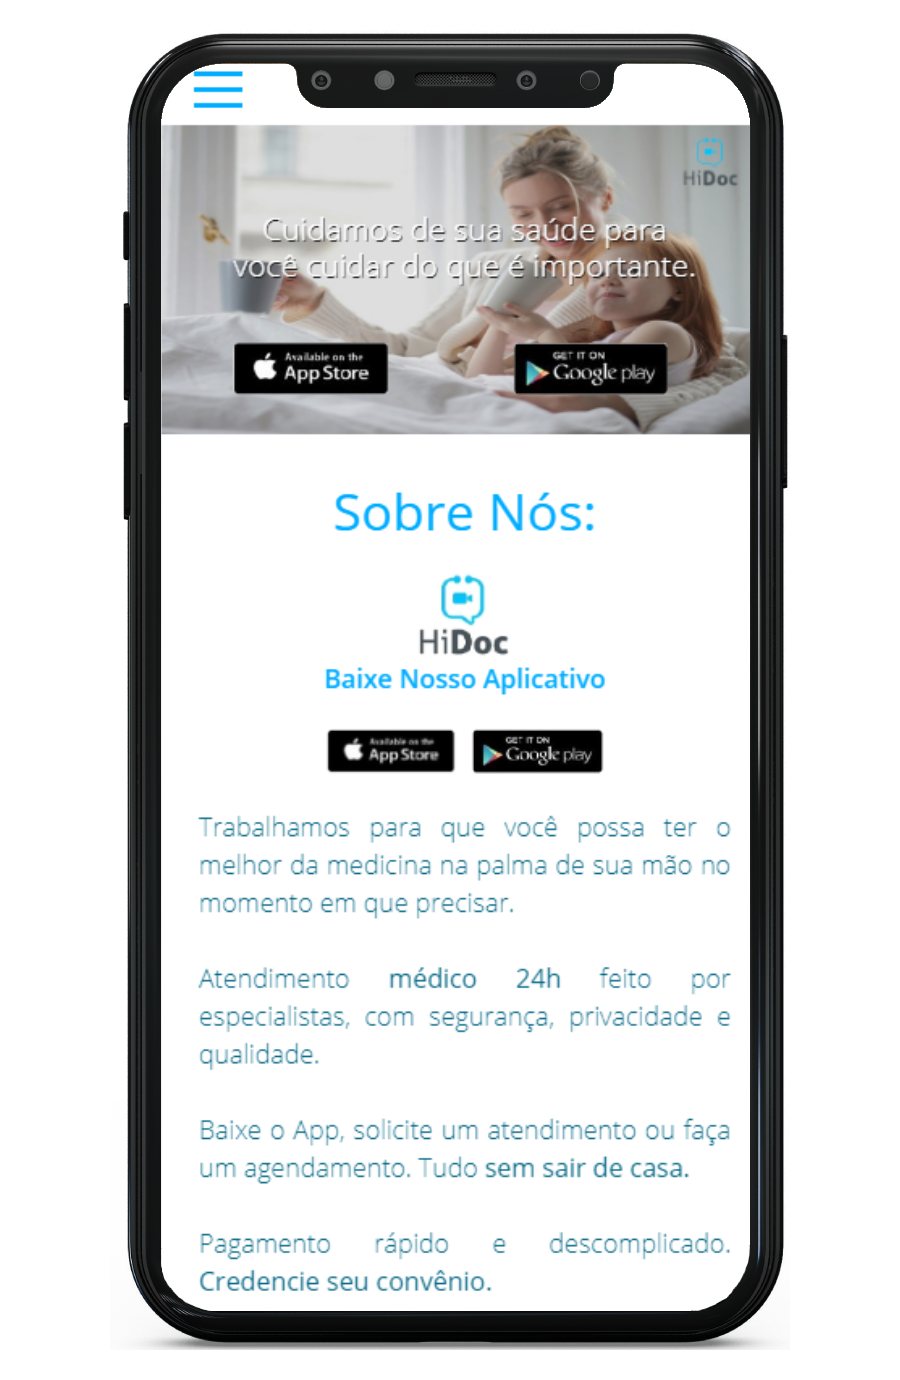 HiDoc
Cuidamos de sua saúde para
você cuidar do que é importante.
Available on the
App Store
GET IT ON
Google play
Sobre Nós:
HiDoc
Baixe Nosso Aplicativo
Available on the
App Store
GET IT ON
Google play
Trabalhamos para que você possa ter o
melhor da medicina na palma de sua mão no
momento em que precisar.
Atendimento médico 24h feito por
especialistas, com segurança, privacidade e
qualidade.
Baixe o App, solicite um atendimento ou faça
um agendamento. Tudo sem sair de casa.
Pagamento rápido e descomplicado.
Credencie seu convênio.